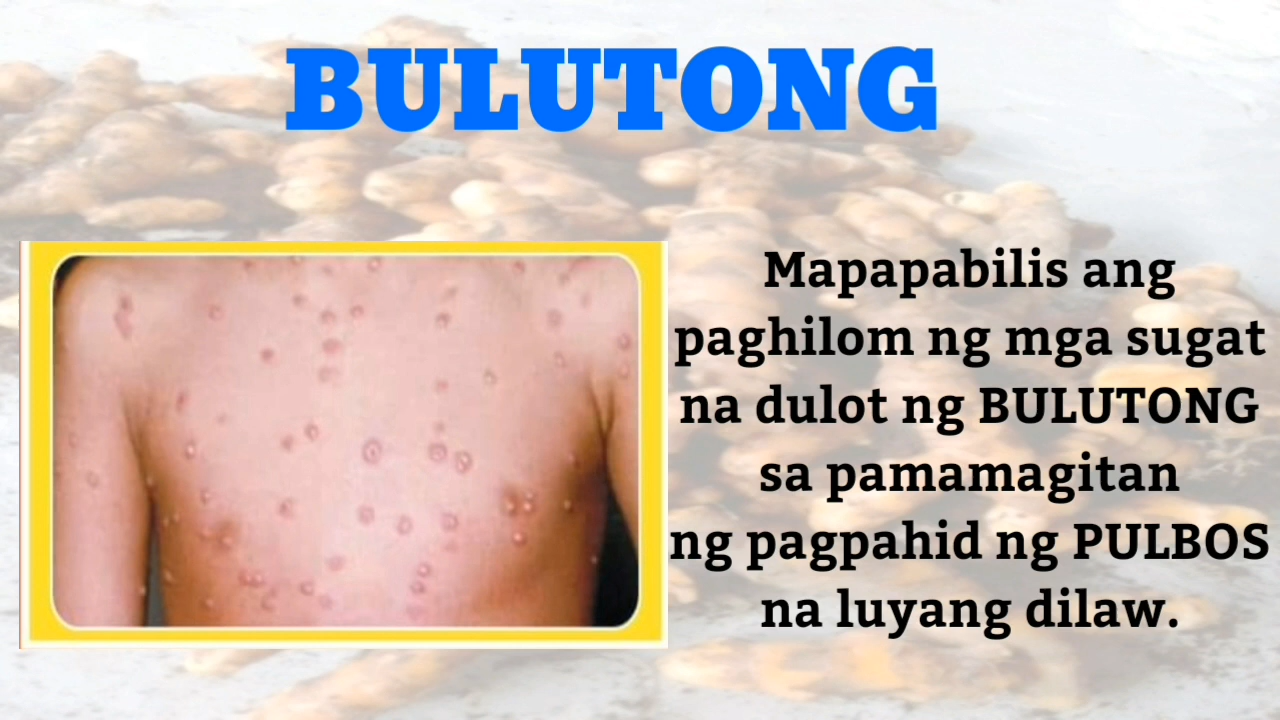 BULUTONG
Mapapabilis ang
paghilom ng mga sugat
na dulot ng BULUTONG
sa pamamagitan
ng pagpahid ng PULBOS
na luyang dilaw.